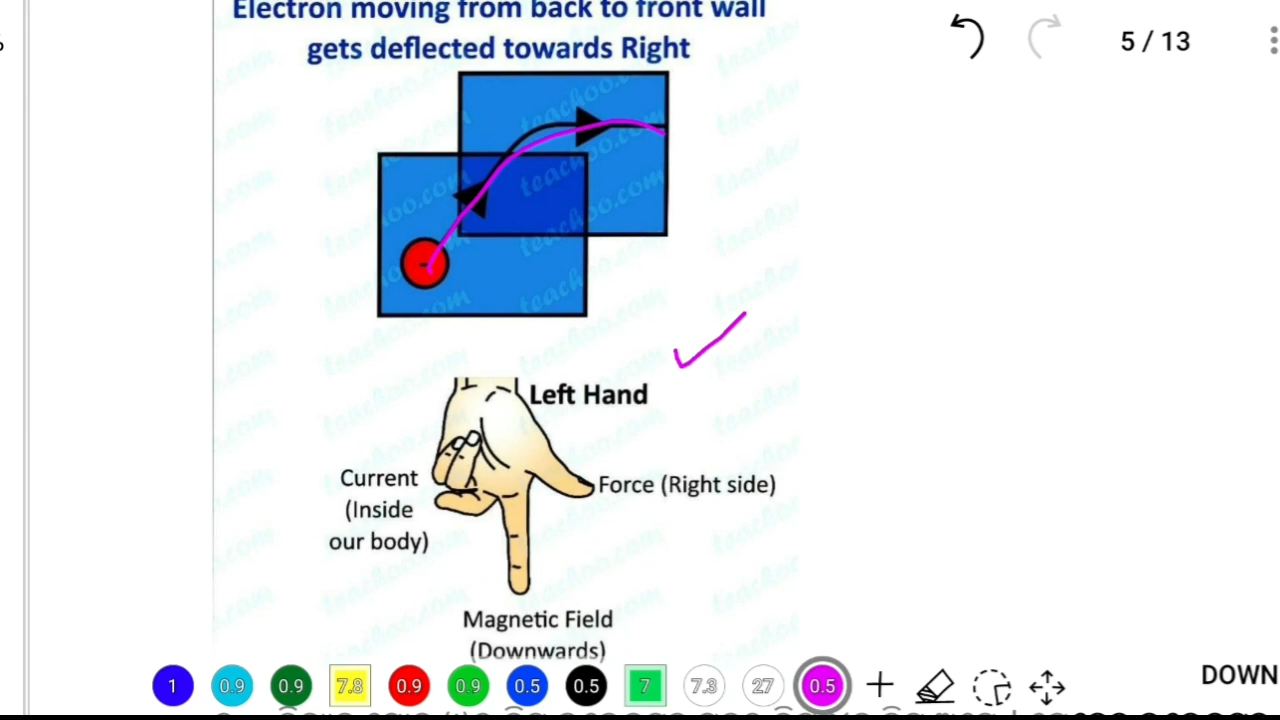 Electron moving from back to front wall
gets deflected towards Right
5 / 13
teachoo.com
Left Hand
Current
(Inside
our body)
Force (Right side)
Magnetic Field
(Downwards)
1 0.9 0.9 7.8 0.9 0.9 0.5 0.5 7 7.3 27 0.5
DOWN